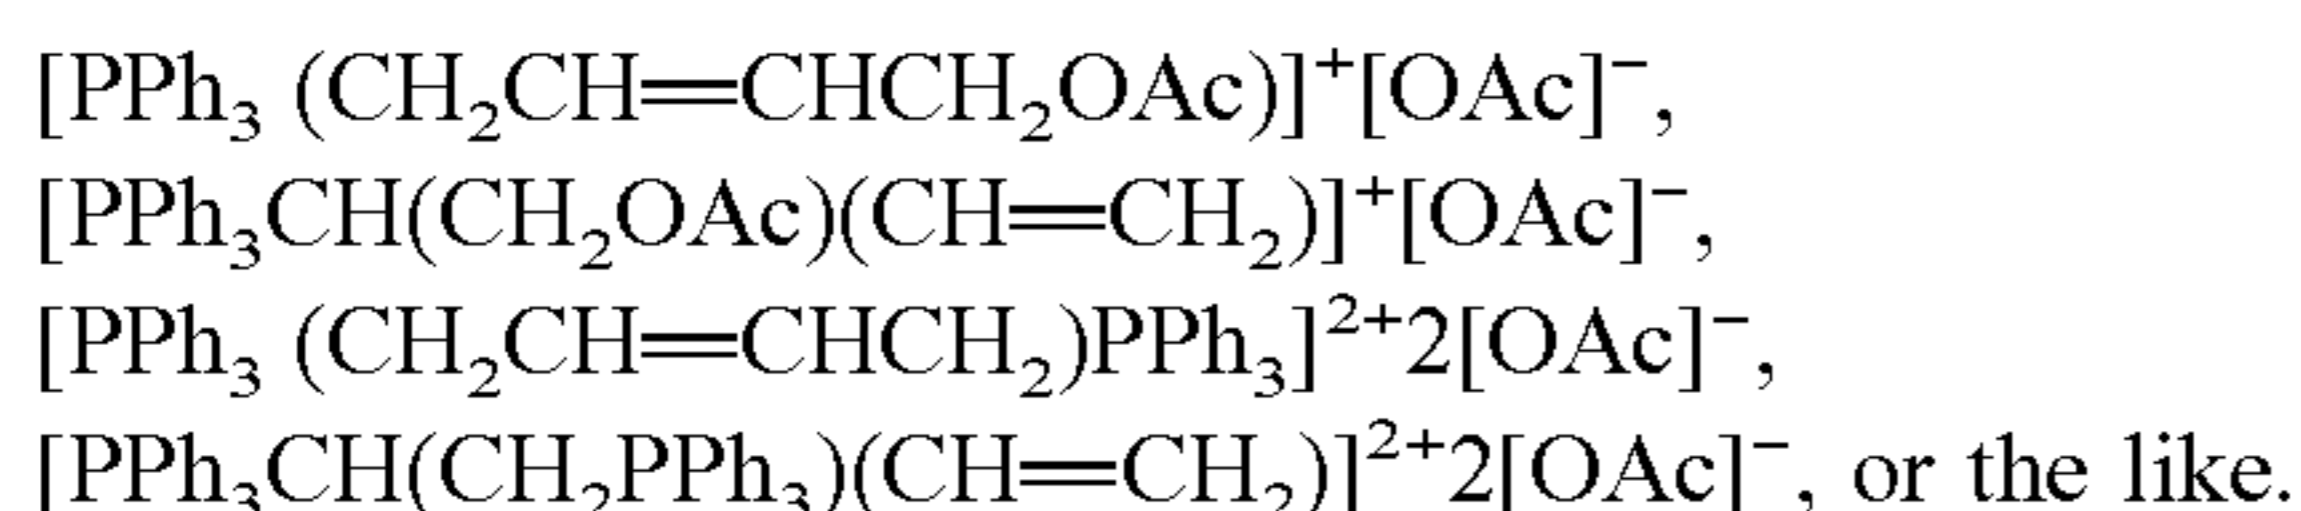 [PPh₃ (CH₂CH=CHCH₂OAc)]⁺[OAc]⁻,
[PPh₃CH(CH₂OAc)(CH=CH₂)]⁺[OAc]⁻,
[PPh₃ (CH₂CH=CHCH₂)PPh₃]²⁺2[OAc]⁻,
[PPh₃CH(CH₂PPh₃)(CH=CH₂)]²⁺2[OAc]⁻, or the like.